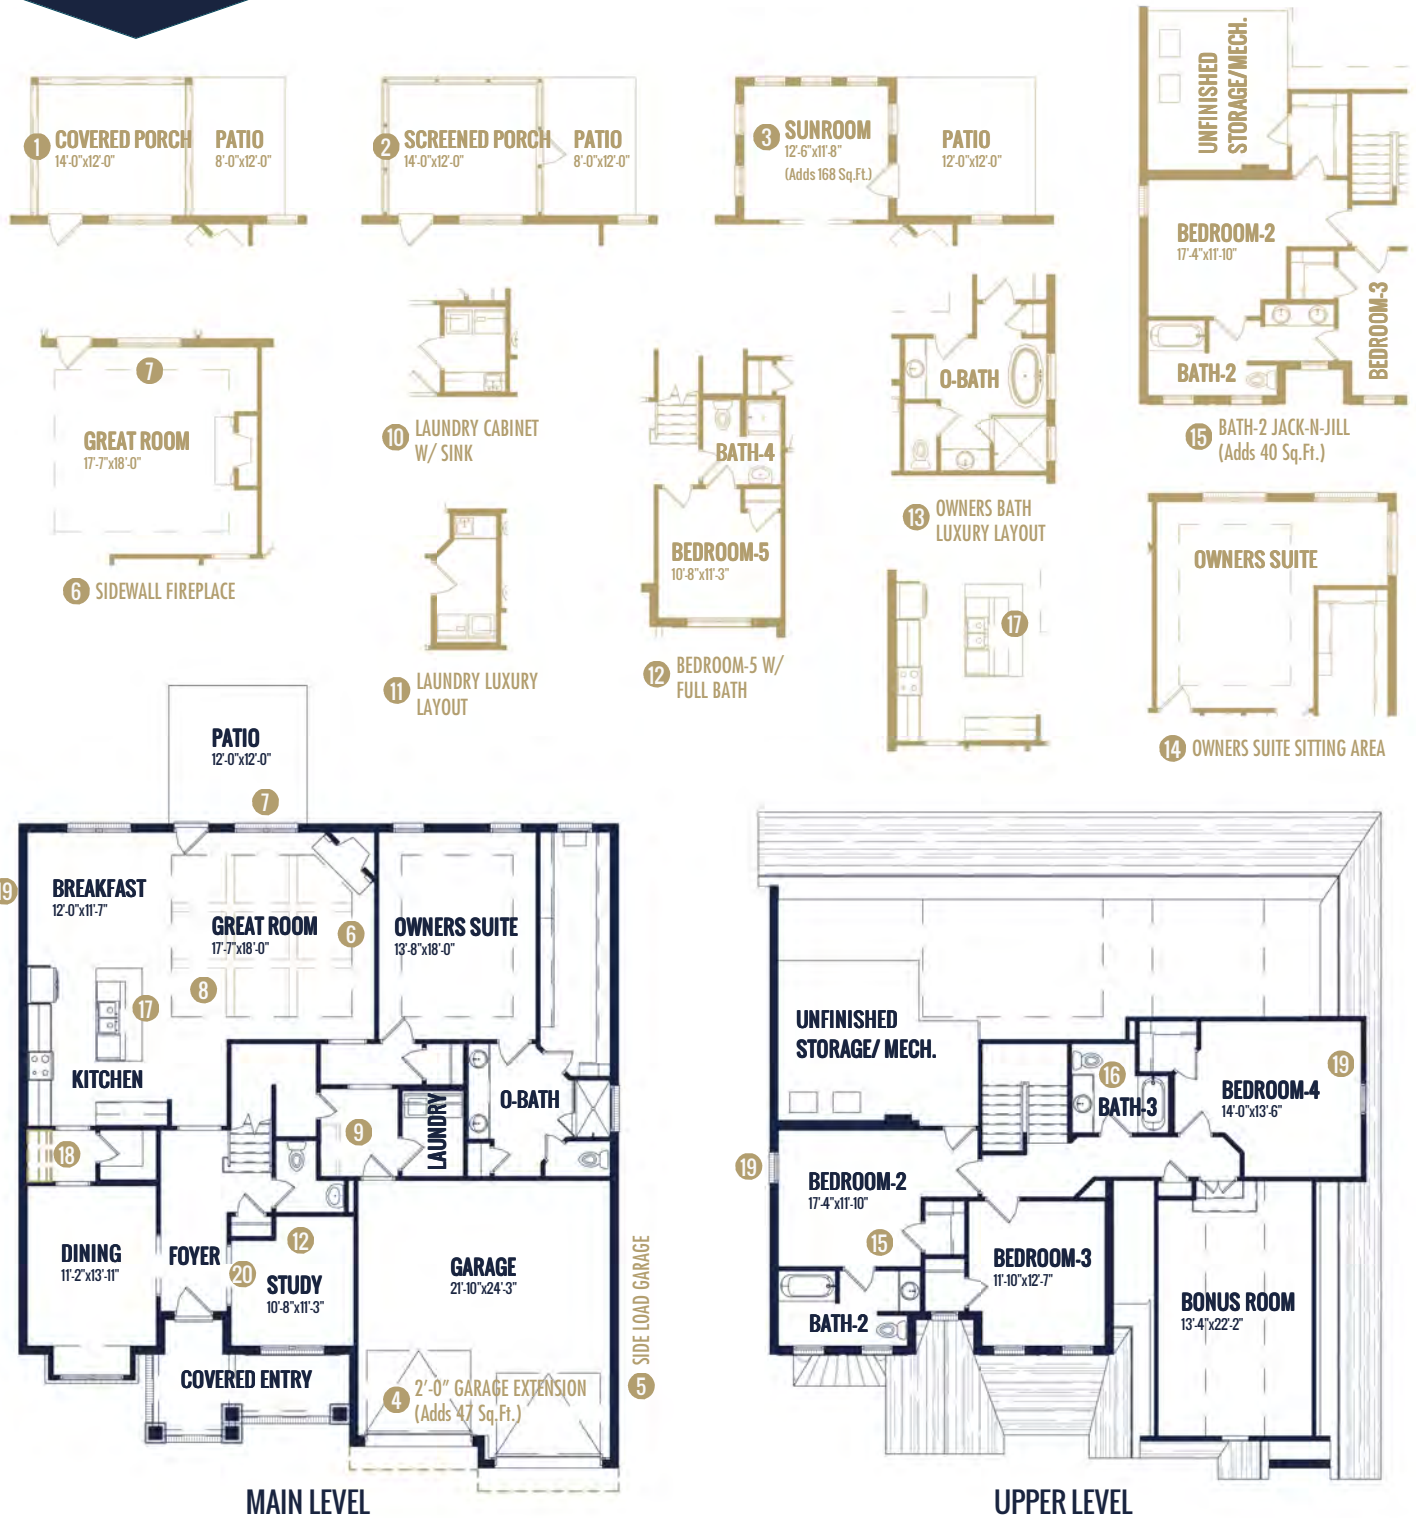 1 COVERED PORCH
14'-0"x12'-0"
PATIO
8'-0"x12'-0"
2 SCREENED PORCH
14'-0"x12'-0"
PATIO
8'-0"x12'-0"
3 SUNROOM
12'-6"x11'-8"
(Adds 168 Sq.Ft.)
PATIO
12'-0"x12'-0"
UNFINISHED
STORAGE/MECH.
BEDROOM-2
17'-4"x11'-10"
BEDROOM-3
BATH-2
15 BATH-2 JACK-N-JILL
(Adds 40 Sq.Ft.)
7
GREAT ROOM
17'-7"x18'-0"
6 SIDEWALL FIREPLACE
10 LAUNDRY CABINET
W/ SINK
11 LAUNDRY LUXURY
LAYOUT
BATH-4
BEDROOM-5
10'-8"x11'-3"
12 BEDROOM-5 W/
FULL BATH
O-BATH
13 OWNERS BATH
LUXURY LAYOUT
17
OWNERS SUITE
14 OWNERS SUITE SITTING AREA
PATIO
12'-0"x12'-0"
7
19
BREAKFAST
12'-0"x11'-7"
GREAT ROOM
17'-7"x18'-0"
6
OWNERS SUITE
13'-8"x18'-0"
8
17
KITCHEN
O-BATH
LAUNDRY
9
18
DINING
11'-2"x13'-11"
FOYER
20
12
STUDY
10'-8"x11'-3"
GARAGE
21'-10"x24'-3"
5 SIDE LOAD GARAGE
COVERED ENTRY
4 2'-0" GARAGE EXTENSION
(Adds 47 Sq.Ft.)
MAIN LEVEL
UNFINISHED
STORAGE/ MECH.
16
BATH-3
19
BEDROOM-4
14'-0"x13'-6"
19
BEDROOM-2
17'-4"x11'-10"
15
BEDROOM-3
11'-10"x12'-7"
BATH-2
BONUS ROOM
13'-4"x22'-2"
UPPER LEVEL